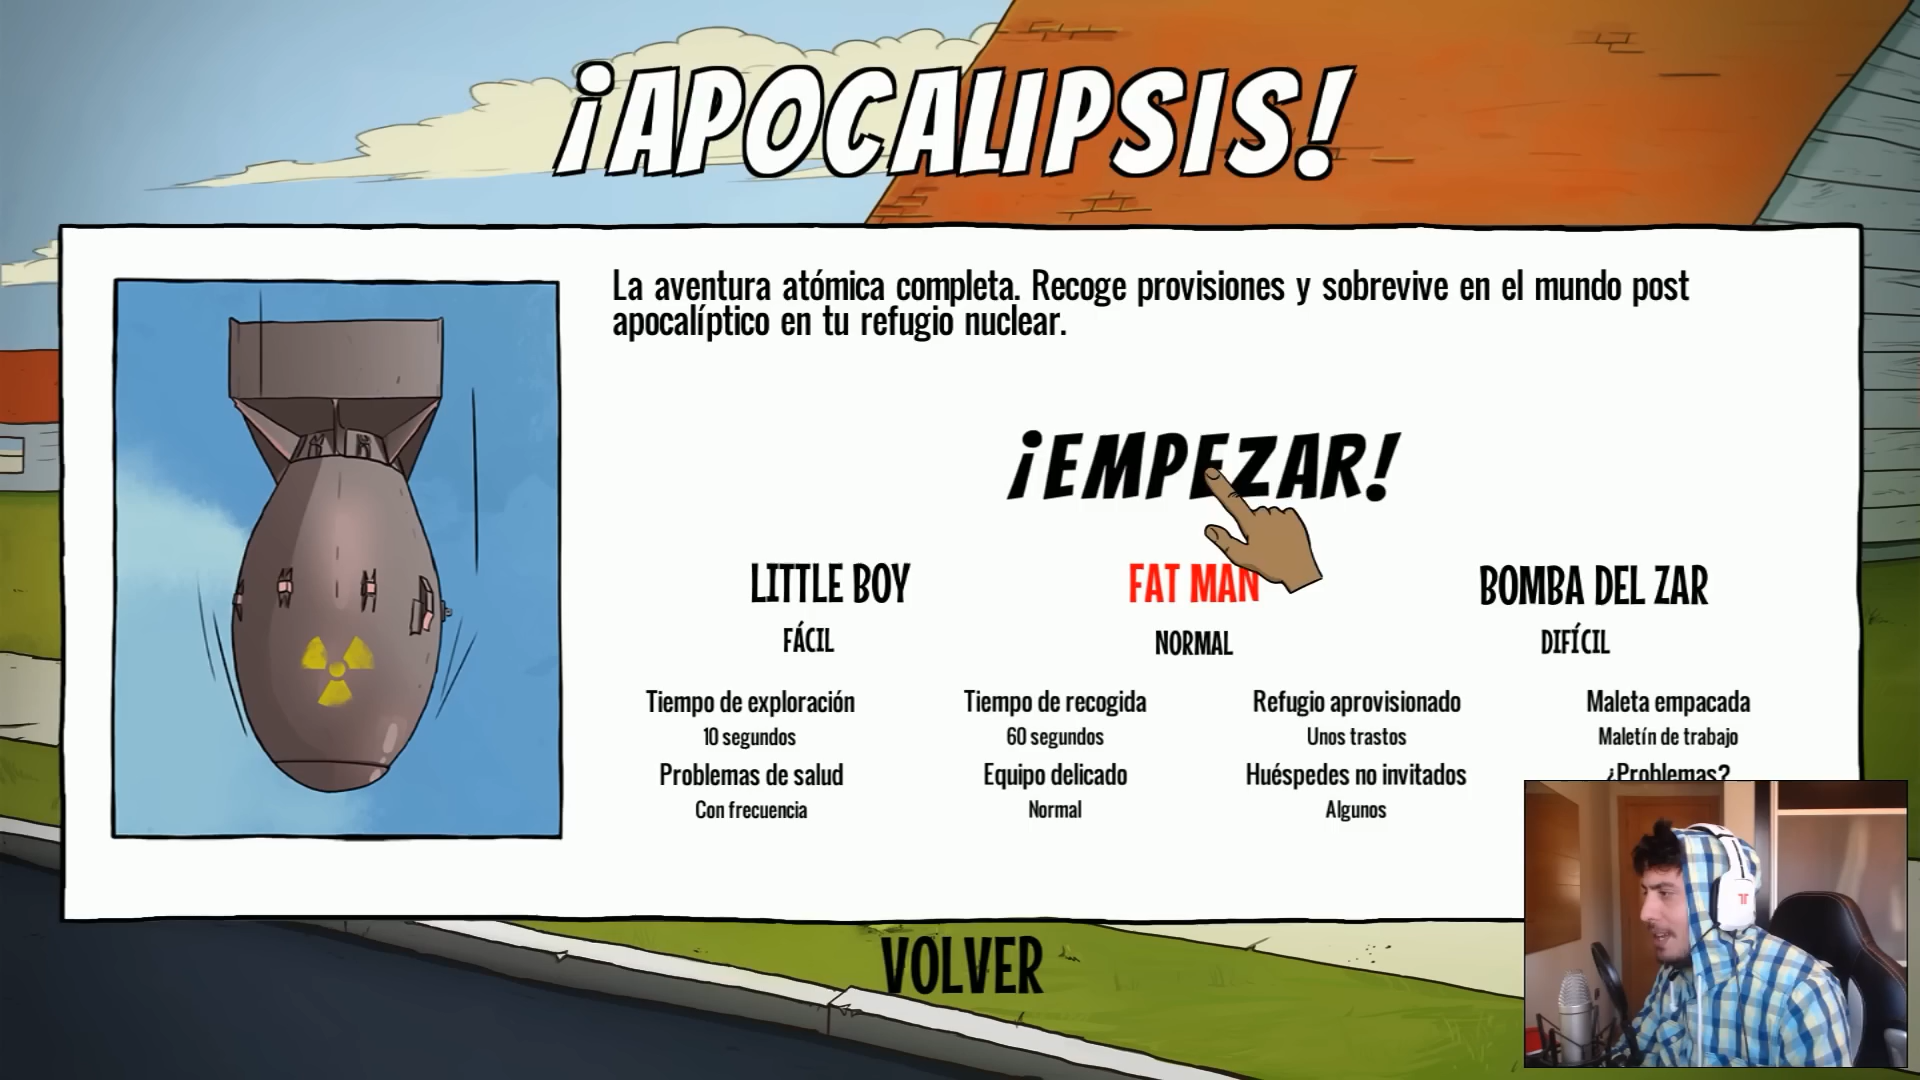 ¡APOCALIPSIS!
La aventura atómica completa. Recoge provisiones y sobrevive en el mundo post
apocalíptico en tu refugio nuclear.
¡EMPEZAR!
LITTLE BOY FAT MAN BOMBA DEL ZAR
FÁCIL NORMAL DIFÍCIL
Tiempo de exploración Tiempo de recogida Refugio aprovisionado Maleta empacada
10 segundos 60 segundos Unos trastos Maletín de trabajo
Problemas de salud Equipo delicado Huéspedes no invitados ¿Problemas?
Con frecuencia Normal Algunos
VOLVER